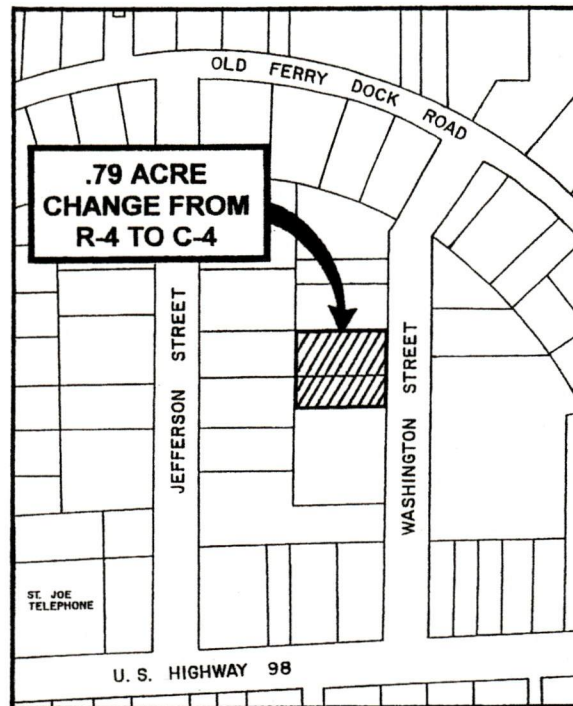 OLD FERRY DOCK ROAD
.79 ACRE
CHANGE FROM
R-4 TO C-4
JEFFERSON STREET
WASHINGTON STREET
ST. JOE
TELEPHONE
U. S. HIGHWAY 98